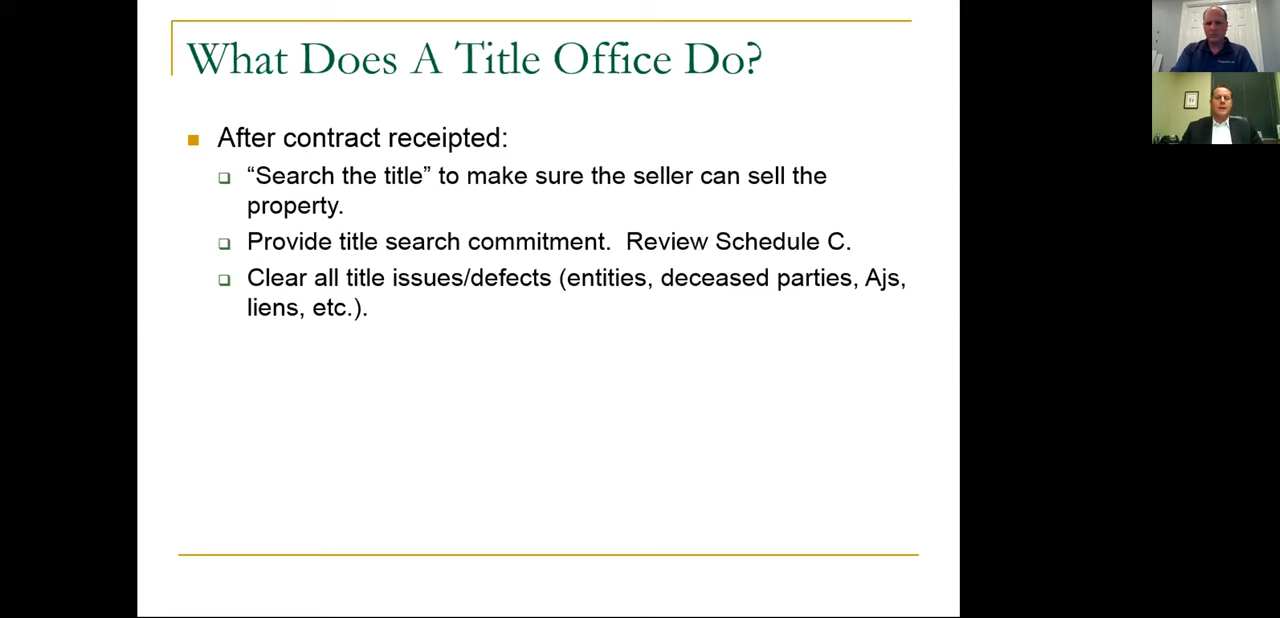 What Does A Title Office Do?
After contract receipted:
“Search the title” to make sure the seller can sell the
property.
Provide title search commitment.  Review Schedule C.
Clear all title issues/defects (entities, deceased parties, Ajs,
liens, etc.).